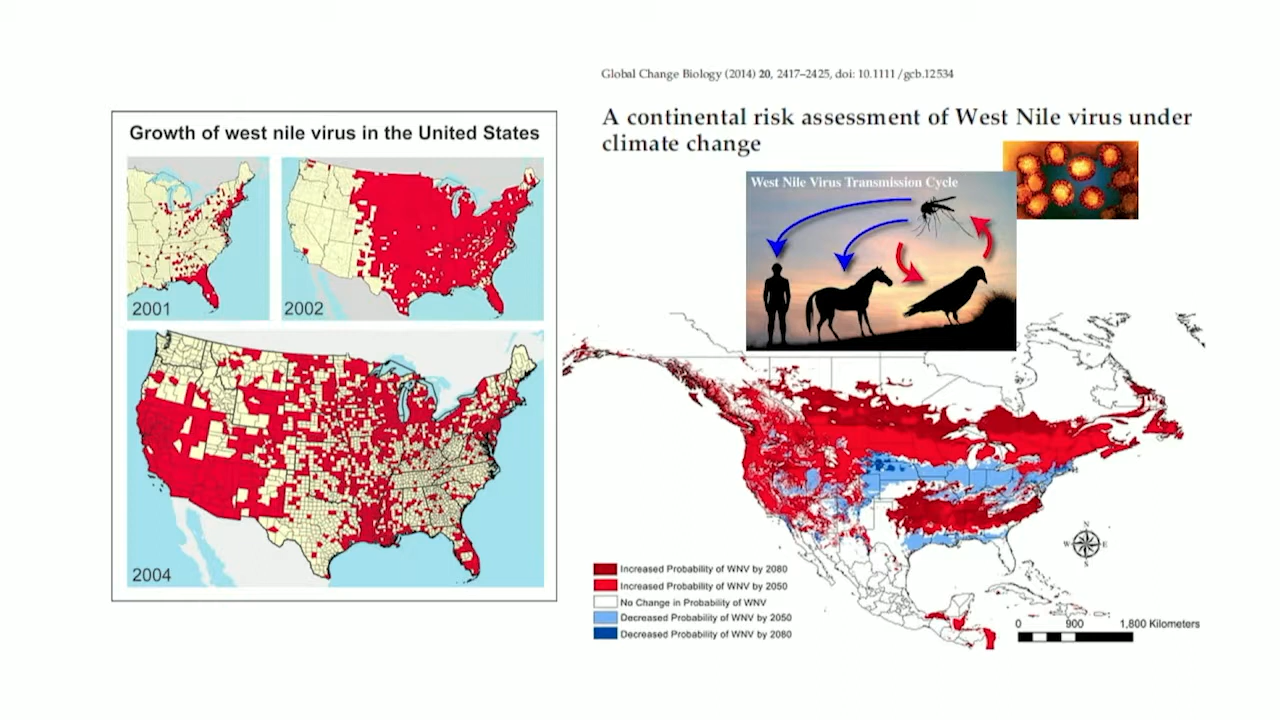 Global Change Biology (2014) 20, 2417–2425, doi: 10.1111/gcb.12534
A continental risk assessment of West Nile virus under
climate change
Growth of west nile virus in the United States
2001
2002
2004
West Nile Virus Transmission Cycle
N
W
E
S
Increased Probability of WNV by 2080
Increased Probability of WNV by 2050
No Change in Probability of WNV
Decreased Probability of WNV by 2050
Decreased Probability of WNV by 2080
0 900 1,800 Kilometers